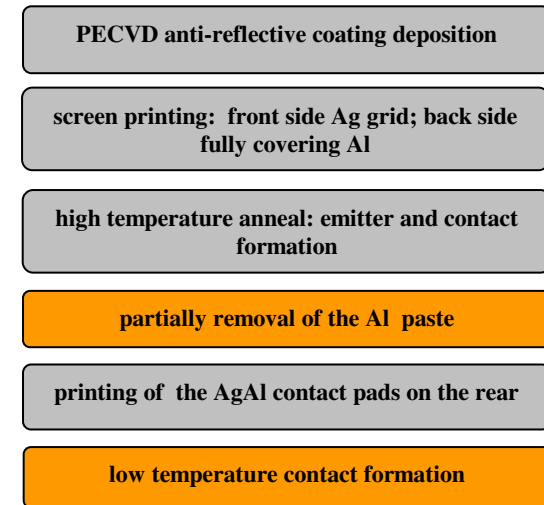 PECVD anti-reflective coating deposition
screen printing: front side Ag grid; back side
fully covering Al
high temperature anneal: emitter and contact
formation
partially removal of the Al paste
printing of the AgAl contact pads on the rear
low temperature contact formation